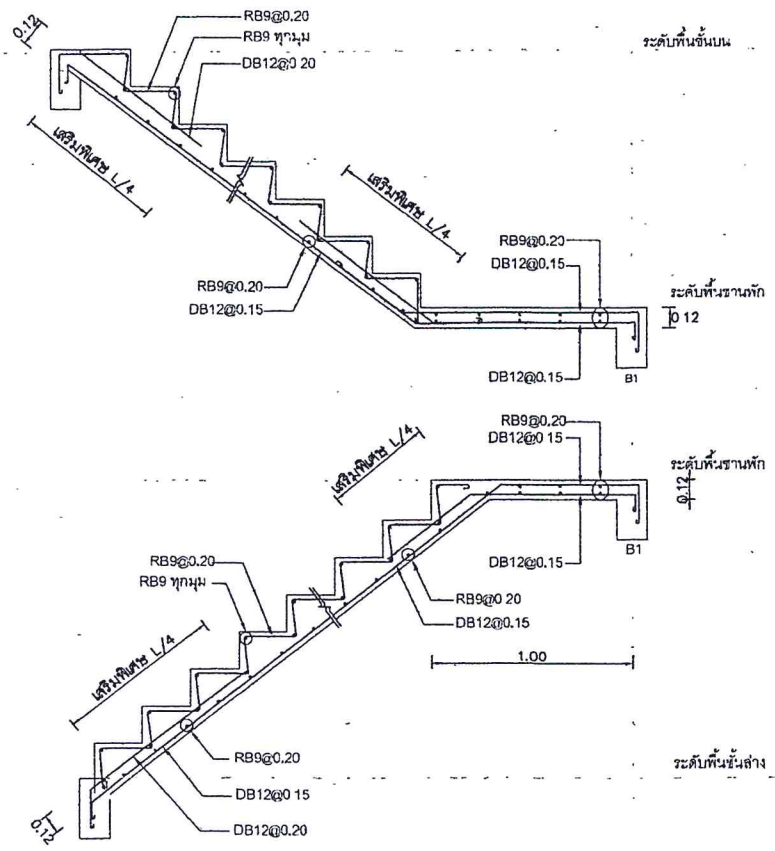 0.12
RB9@0.20
RB9 ทุกมุม
DB12@0.20
ระดับพื้นชั้นบน
เสริมพิเศษ L/4
เสริมพิเศษ L/4
RB9@0.20
DB12@0.15
RB9@0.20
DB12@0.15
ระดับพื้นชานพัก
0.12
DB12@0.15
B1
RB9@0.20
DB12@0.15
ระดับพื้นชานพัก
0.12
เสริมพิเศษ L/4
DB12@0.15
B1
RB9@0.20
RB9 ทุกมุม
RB9@0.20
DB12@0.15
เสริมพิเศษ L/4
1.00
RB9@0.20
ระดับพื้นชั้นล่าง
DB12@0.15
DB12@0.20
0.12